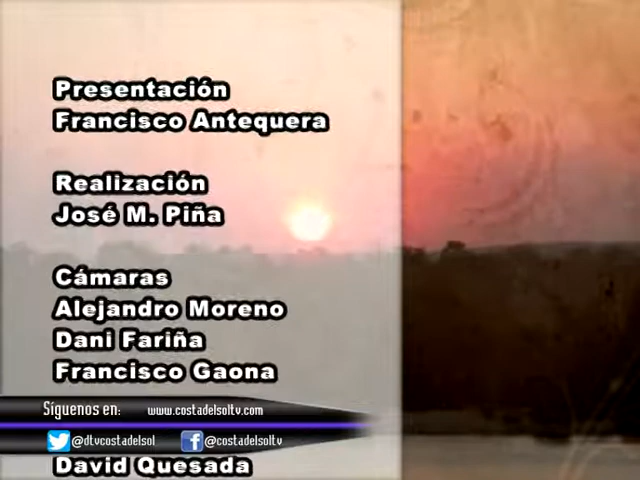 Presentación
Francisco Antequera
Realización
José M. Piña
Cámaras
Alejandro Moreno
Dani Fariña
Francisco Gaona
Síguenos en: www.costadelsoltv.com
@dtvcostadelsol @costadelsoltv
David Quesada